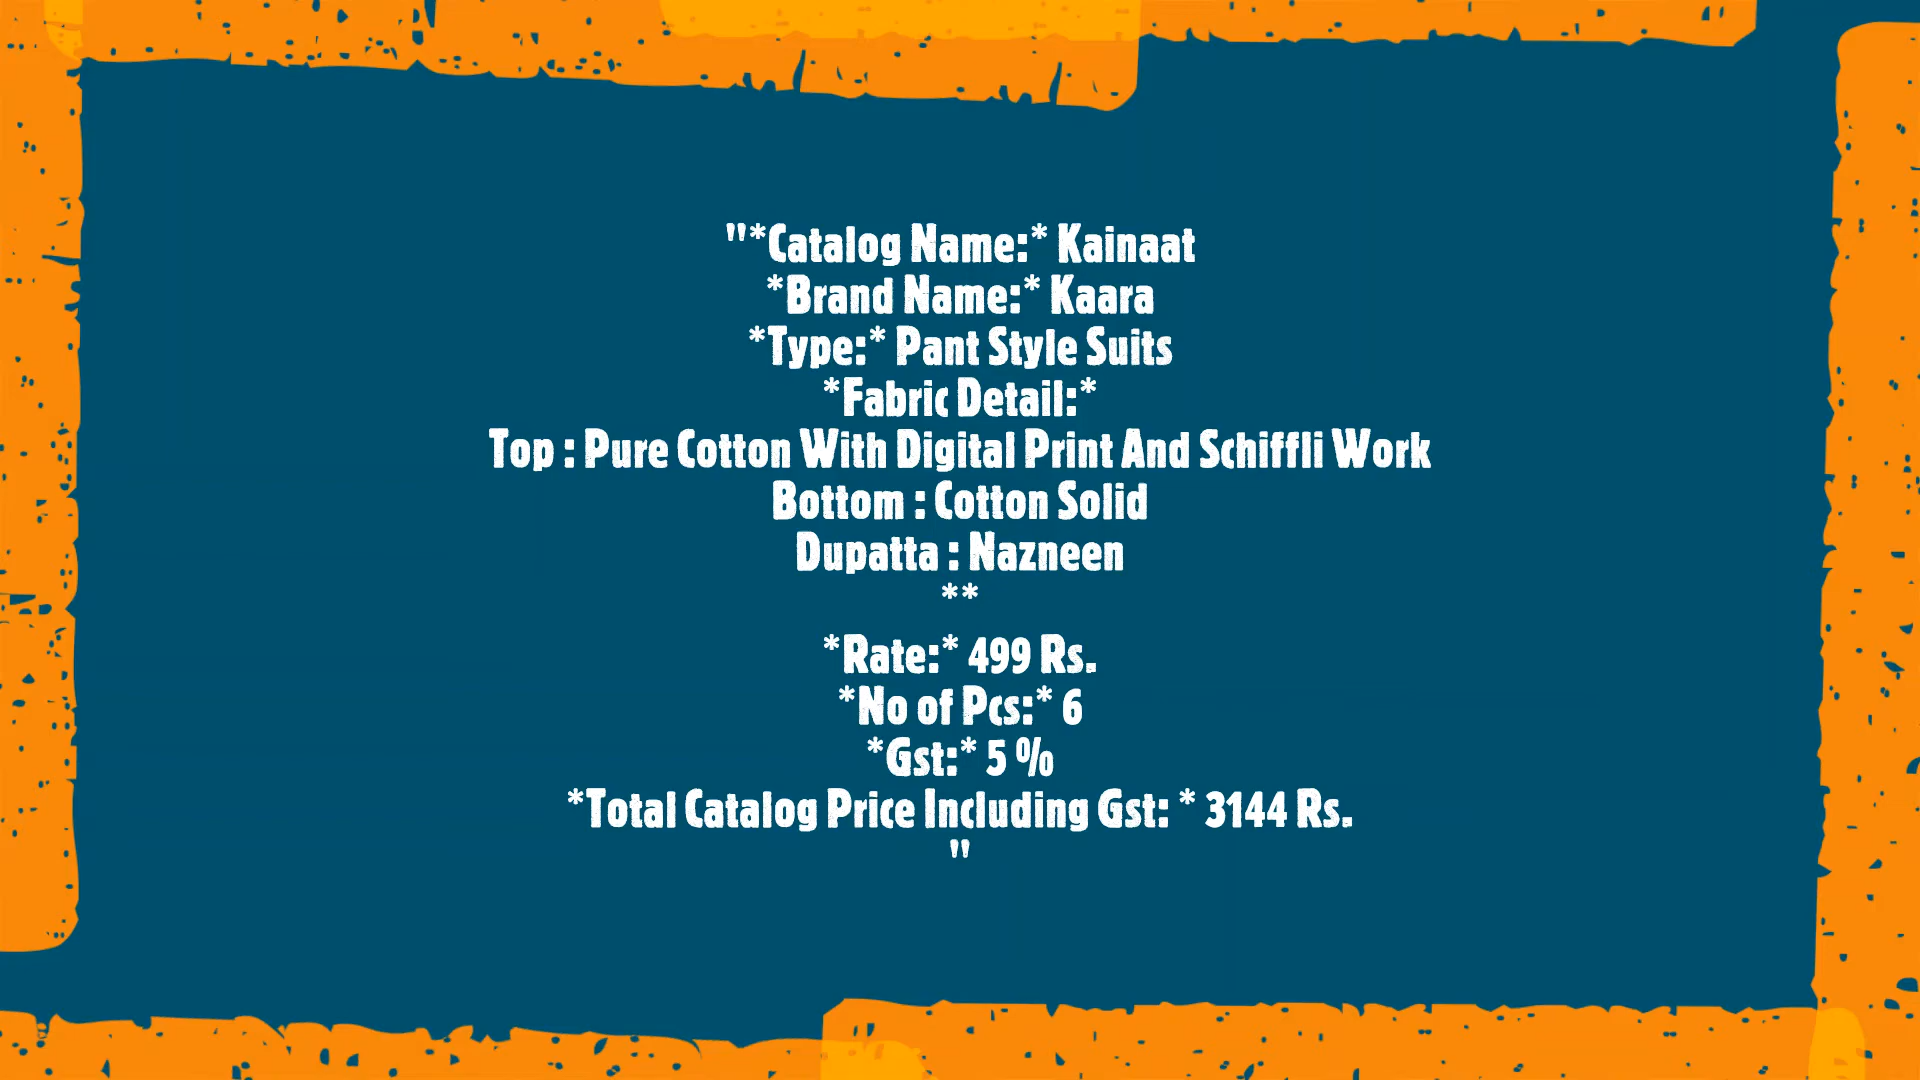 "*Catalog Name:* Kainaat
*Brand Name:* Kaara
*Type:* Pant Style Suits
*Fabric Detail:*
Top : Pure Cotton With Digital Print And Schiffli Work
Bottom : Cotton Solid
Dupatta : Nazneen
**
*Rate:* 499 Rs.
*No of Pcs:* 6
*Gst:* 5 %
*Total Catalog Price Including Gst: * 3144 Rs.
"